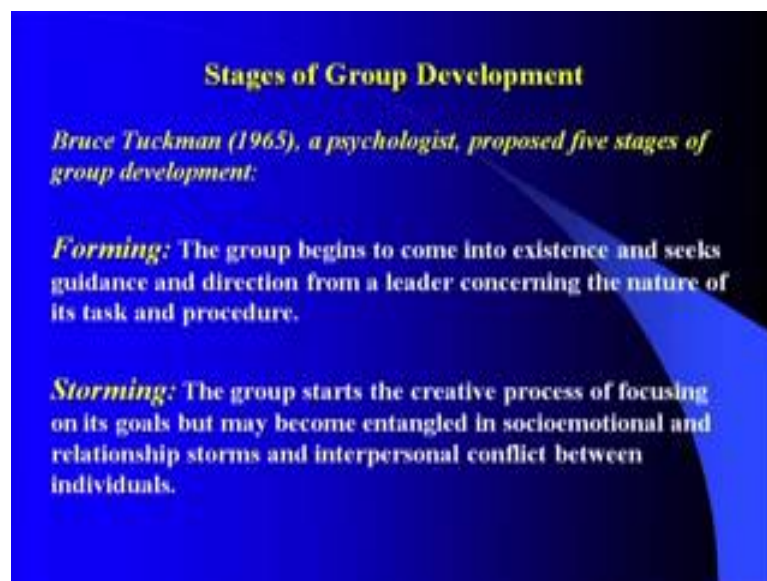 Stages of Group Development
Bruce Tuckman (1965), a psychologist, proposed five stages of
group development:
Forming: The group begins to come into existence and seeks
guidance and direction from a leader concerning the nature of
its task and procedure.
Storming: The group starts the creative process of focusing
on its goals but may become entangled in socioemotional and
relationship storms and interpersonal conflict between
individuals.